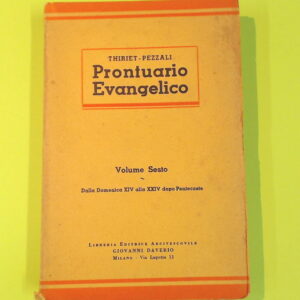 THIRIET-PEZZALI
Prontuario
Evangelico
Volume Sesto
Dalla Domenica XIV alla XXIV dopo Pentecoste
LIBRERIA EDITRICE ARCIVESCOVILE
GIOVANNI DAVERIO
MILANO - Via Lupetta 12